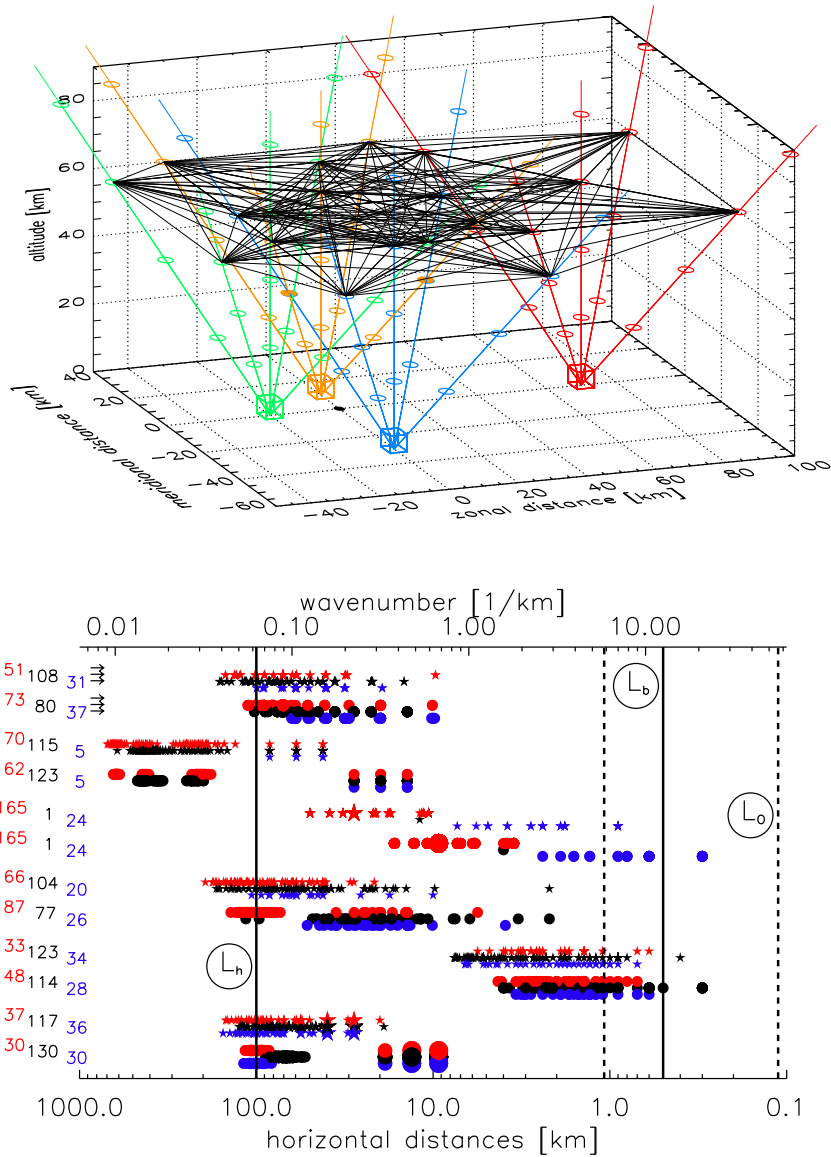 80
60
40
20
altitude [km]
40
20
0
−20
−40
−60
meridional distance [km]
−40
−20
0
20
40
60
80
100
zonal distance [km]
wavenumber [1/km]
0.01 0.10 1.00 10.00
51 108 31
73 80 37
70 115 5
62 123 5
165 1 24
165 1 24
66 104 20
87 77 26
33 123 34
48 114 28
37 117 36
30 130 30
L_b
L_o
L_h
1000.0 100.0 10.0 1.0 0.1
horizontal distances [km]